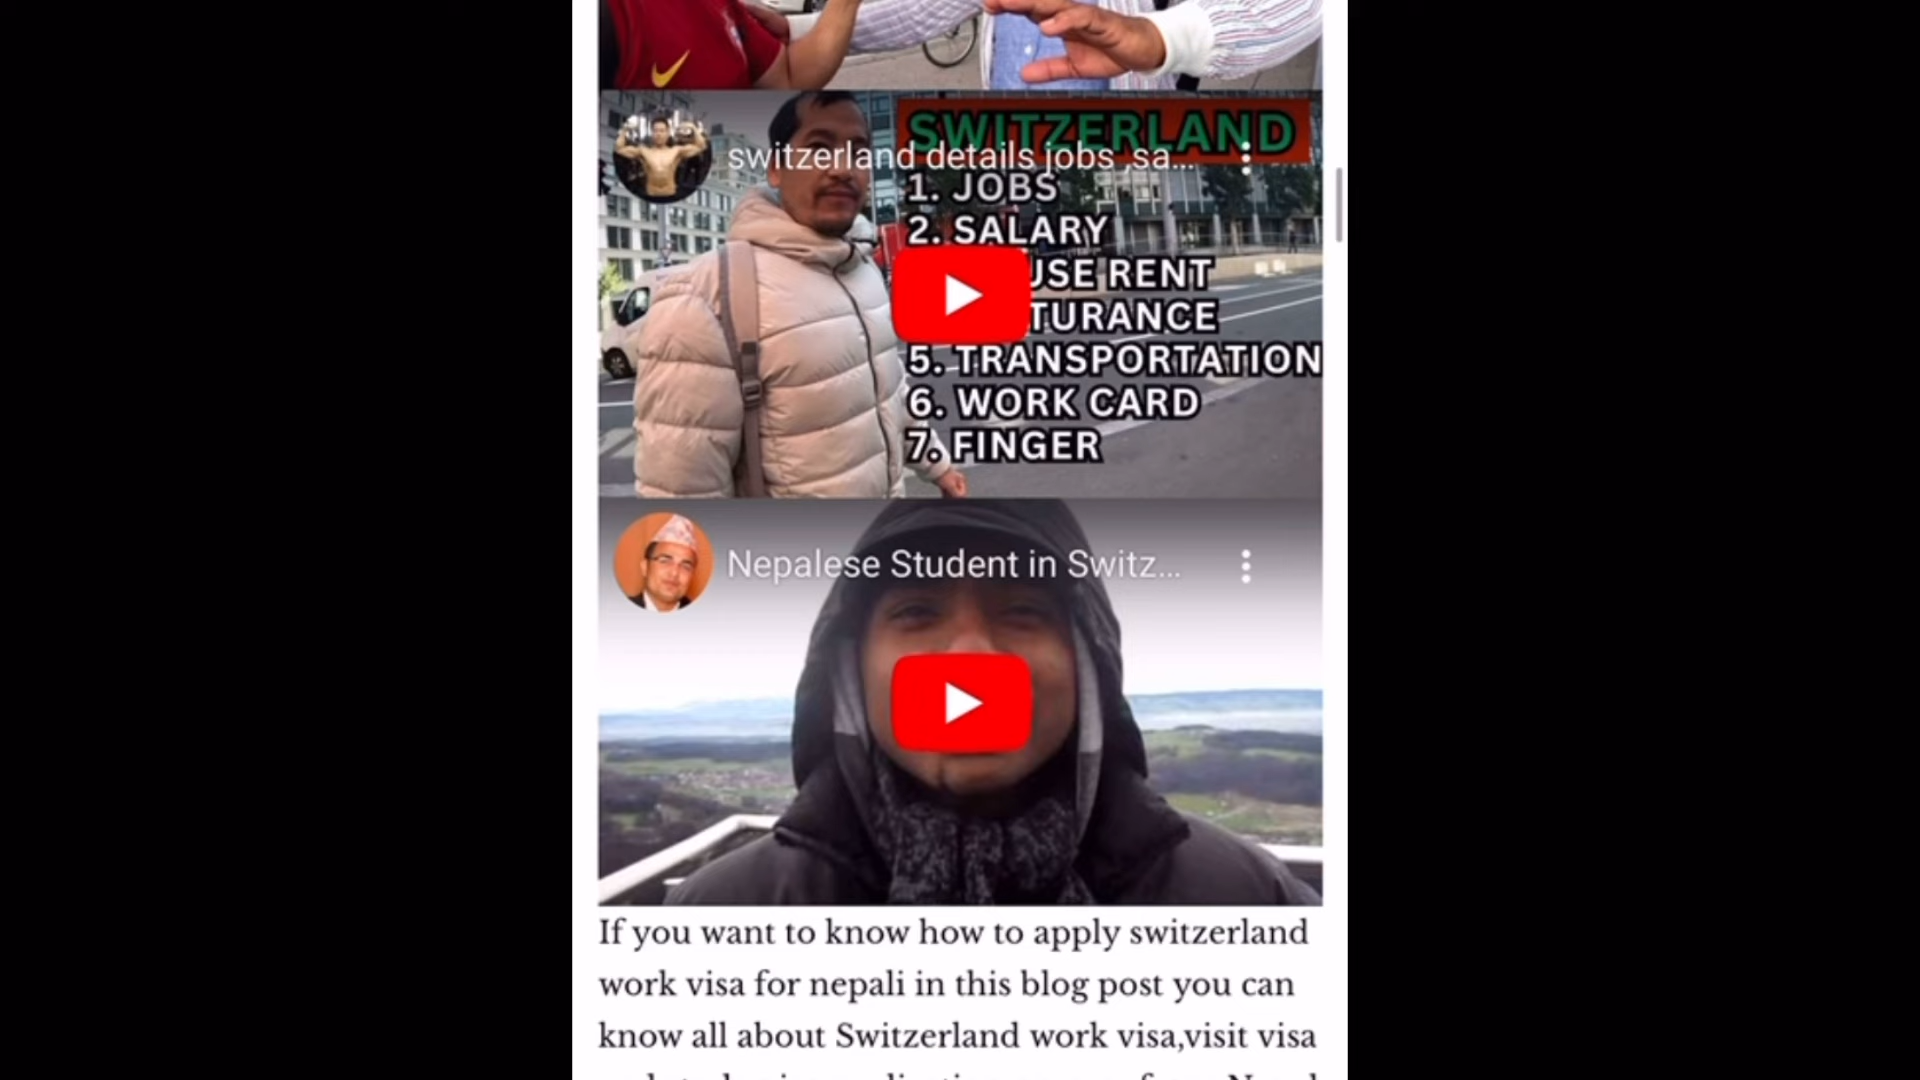 SWITZERLAND
switzerland details jobs ,sa...
1. JOBS
2. SALARY
USE RENT
TURANCE
5. TRANSPORTATION
6. WORK CARD
7. FINGER
Nepalese Student in Switz...
If you want to know how to apply switzerland
work visa for nepali in this blog post you can
know all about Switzerland work visa,visit visa